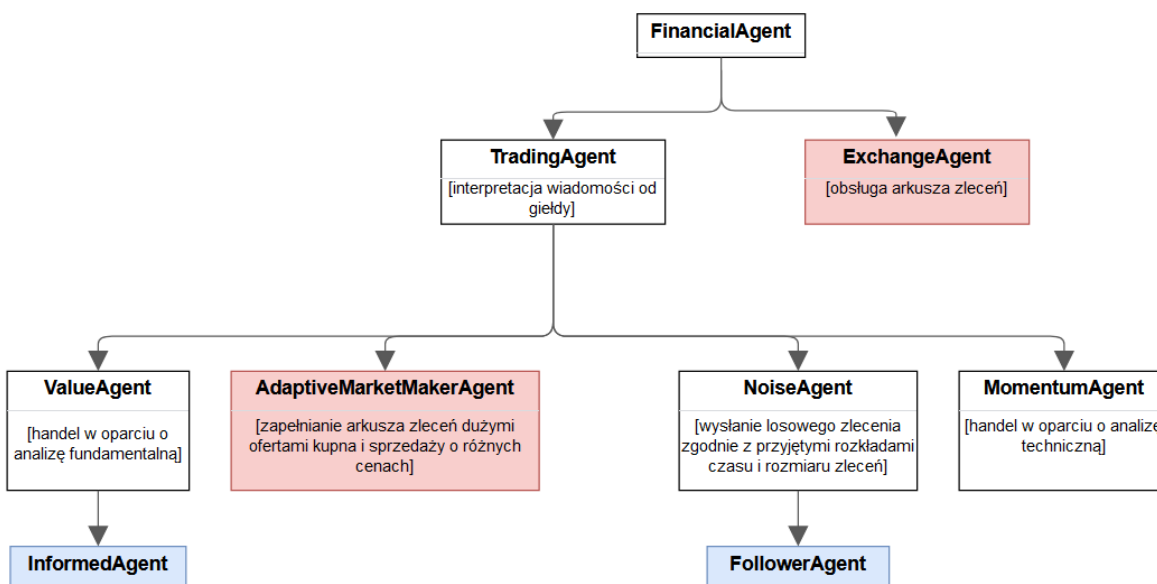 FinancialAgent
TradingAgent
[interpretacja wiadomości od
giełdy]
ExchangeAgent
[obsługa arkusza zleceń]
ValueAgent
[handel w oparciu o
analizę fundamentalną]
AdaptiveMarketMakerAgent
[zapełnianie arkusza zleceń dużymi
ofertami kupna i sprzedaży o różnych
cenach]
NoiseAgent
[wysłanie losowego zlecenia
zgodnie z przyjętymi rozkładami
czasu i rozmiaru zleceń]
MomentumAgent
[handel w oparciu o analizę
techniczną]
InformedAgent
FollowerAgent